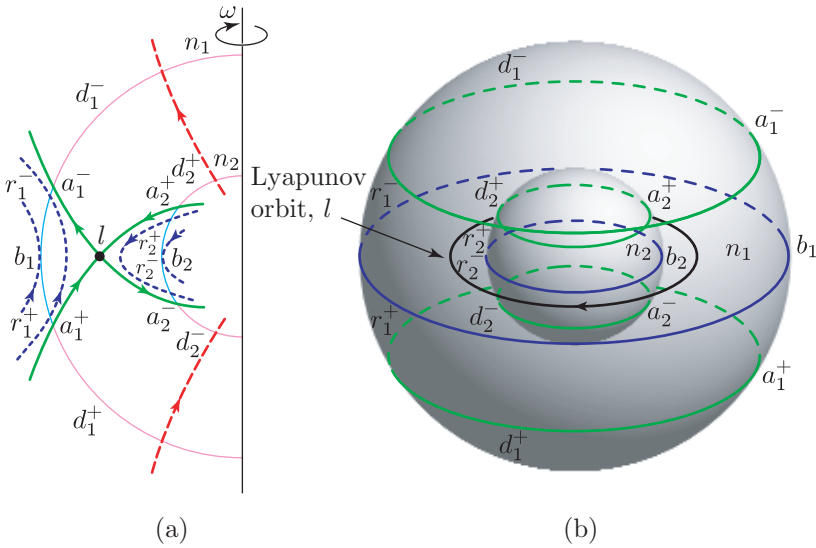 ω
n₁
d₁⁻
n₂
d₂⁺
a₁⁻
a₂⁺
r₁⁻
l
r₂⁺
b₁
b₂
r₂⁻
r₁⁺
a₁⁺
a₂⁻
d₂⁻
d₁⁺
(a)
d₁⁻
a₁⁻
Lyapunov
orbit, l
r₁⁻
d₂⁺
a₂⁺
r₂⁺
n₂
b₂
n₁
b₁
r₂⁻
r₁⁺
d₂⁻
a₂⁻
a₁⁺
d₁⁺
(b)